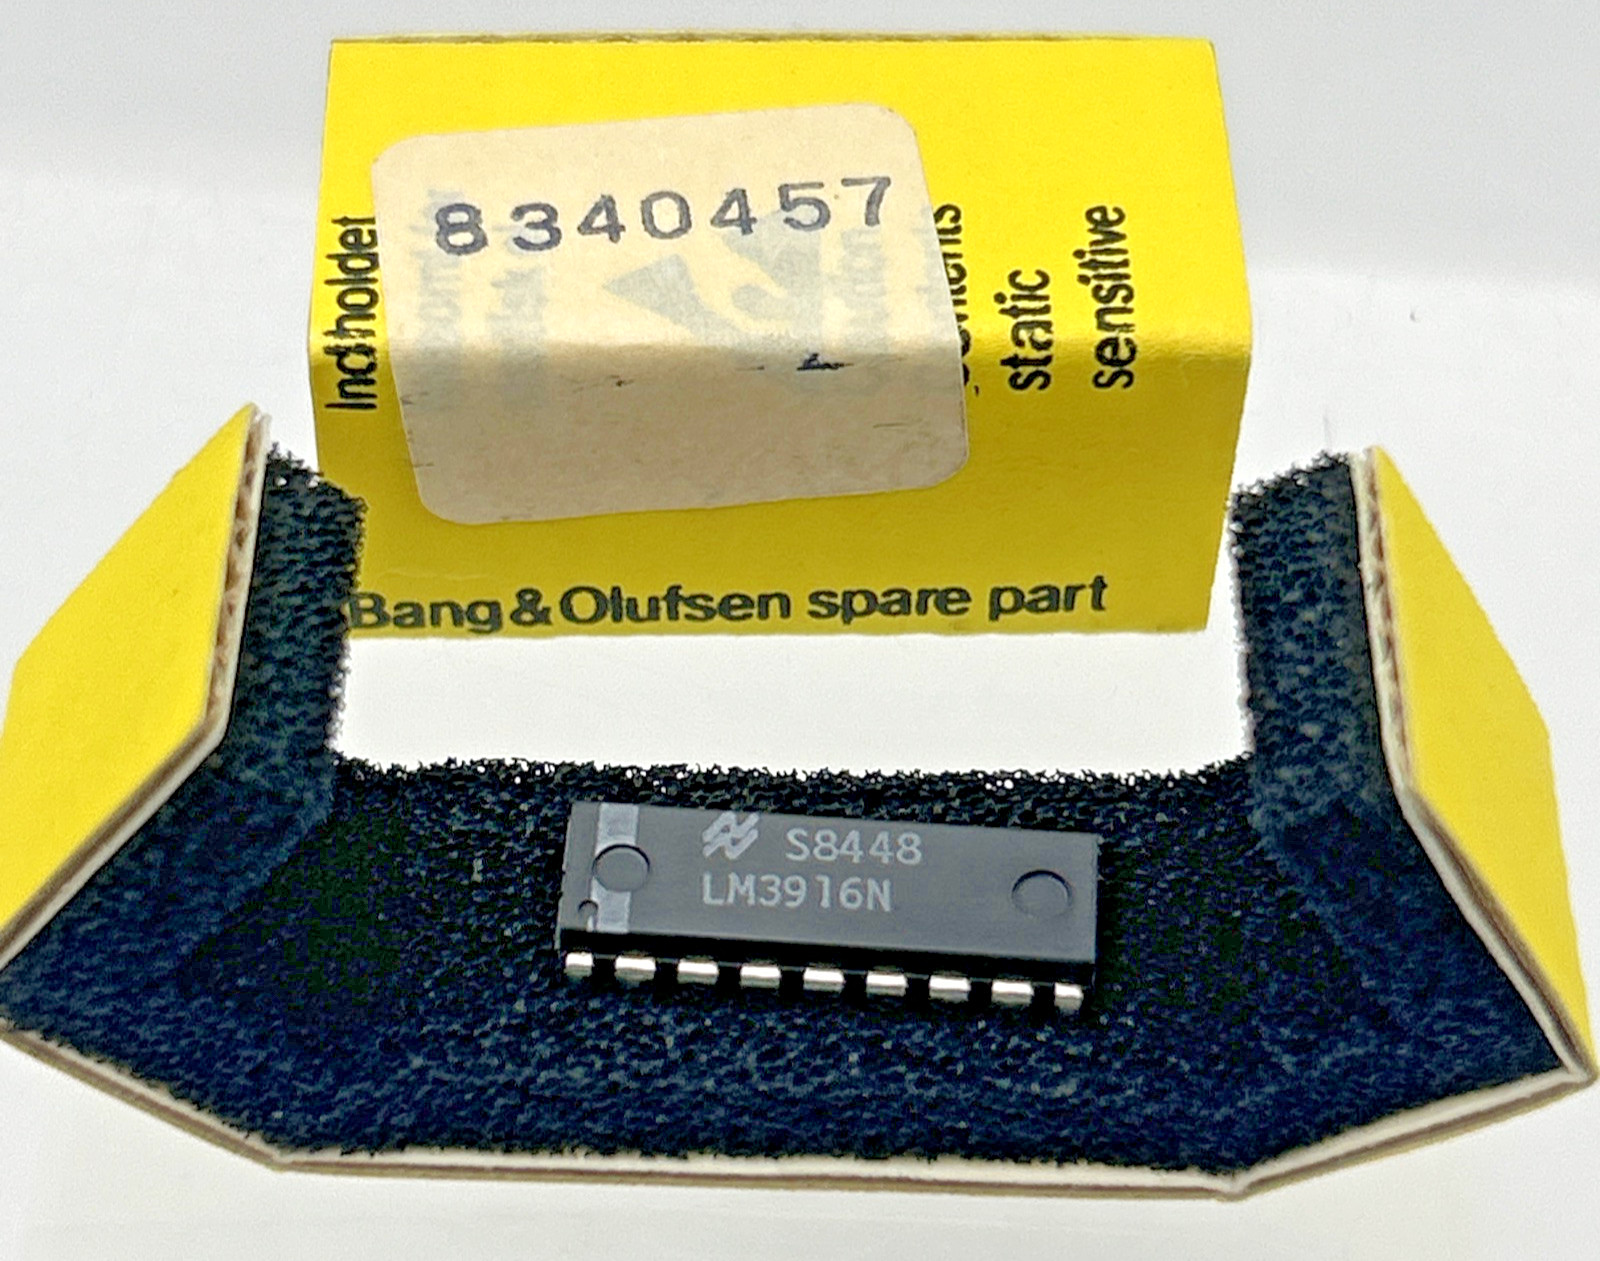 8340457
Indholdet
static
sensitive
Bang & Olufsen spare part
S8448
LM3916N